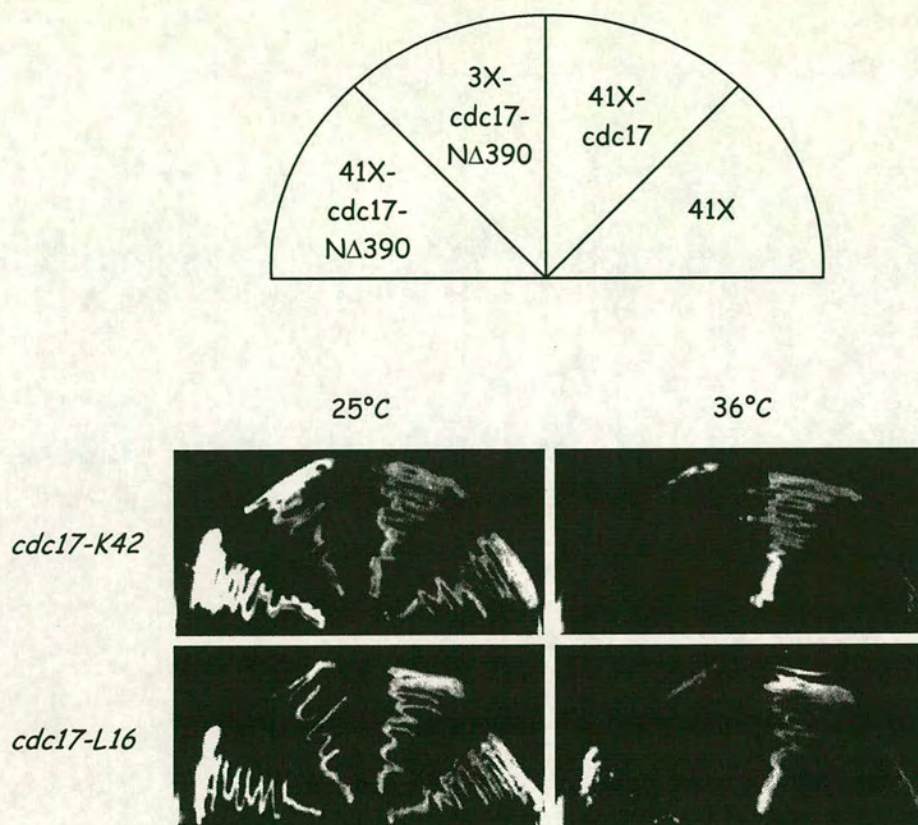 3X-
cdc17-
NΔ390
41X-
cdc17
41X-
cdc17-
NΔ390
41X
25°C
36°C
cdc17-K42
cdc17-L16